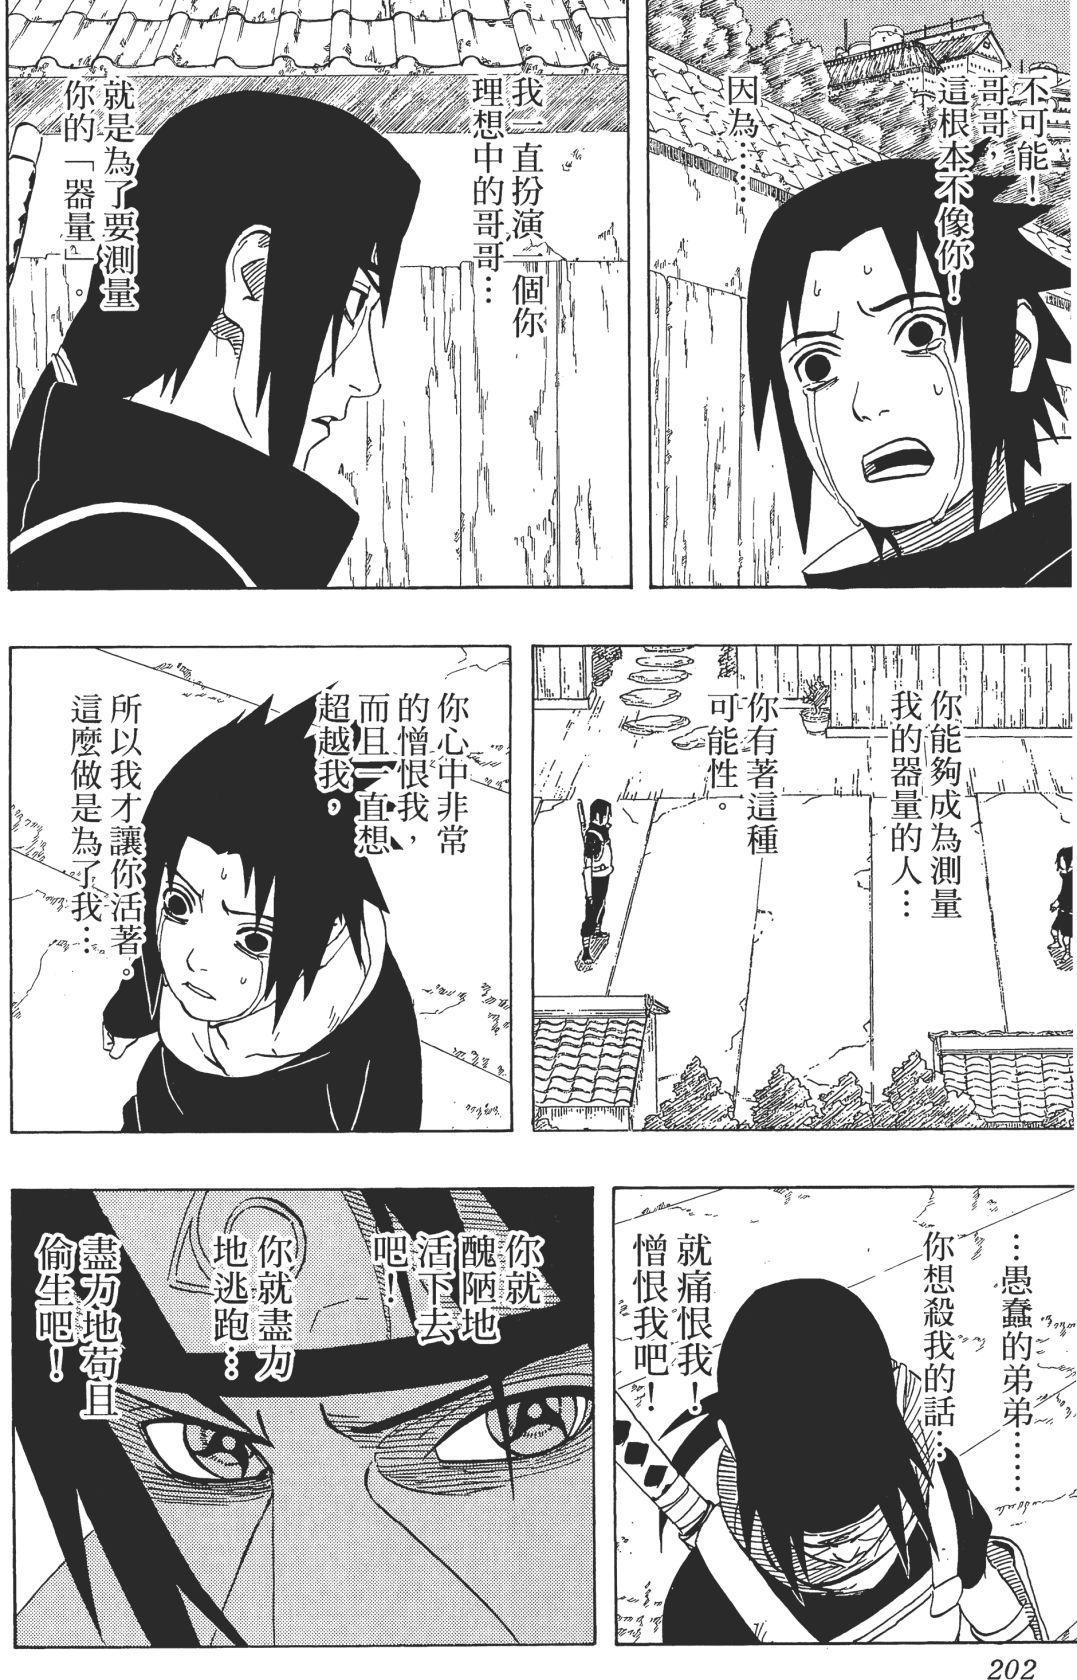 不可能！
哥哥，
這根本不像你！
因為……
我一直扮演一個你
理想中的哥哥…
就是為了要測量
你的「器量」。
你能夠成為測量
我的器量的人…
你有著這種
可能性。
你心中非常
的憎恨我，
而且一直想
超越我，
所以我才讓你活著。
這麼做是為了我…
…愚蠢的弟弟……
你想殺我的話…
就痛恨我！
憎恨我吧！
你就
醜陋地
活下去
吧！
你就盡力
地逃跑…
盡力地苟且
偷生吧！
202